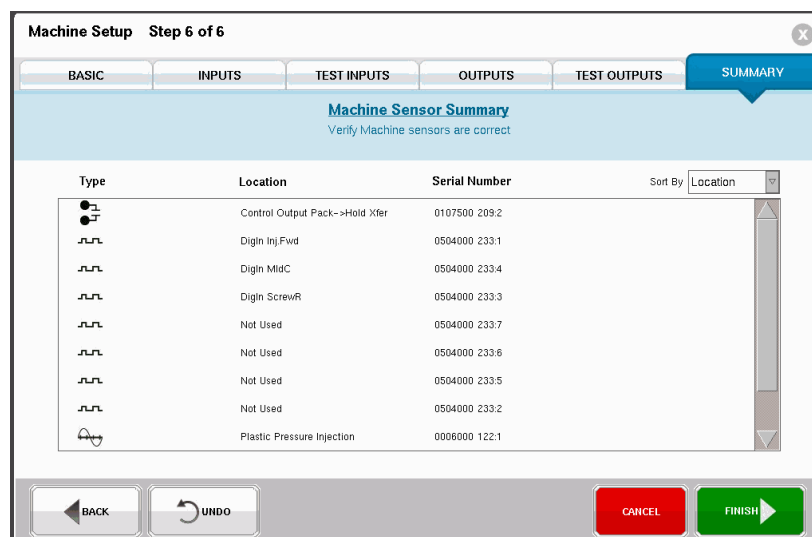 Machine Setup Step 6 of 6
X
BASIC INPUTS TEST INPUTS OUTPUTS TEST OUTPUTS SUMMARY
Machine Sensor Summary
Verify Machine sensors are correct
Type Location Serial Number Sort By Location
Control Output Pack->Hold Xfer 0107500 209:2
DigIn Inj.Fwd 0504000 233:1
DigIn MldC 0504000 233:4
DigIn ScrewR 0504000 233:3
Not Used 0504000 233:7
Not Used 0504000 233:6
Not Used 0504000 233:5
Not Used 0504000 233:2
Plastic Pressure Injection 0006000 122:1
BACK UNDO CANCEL FINISH